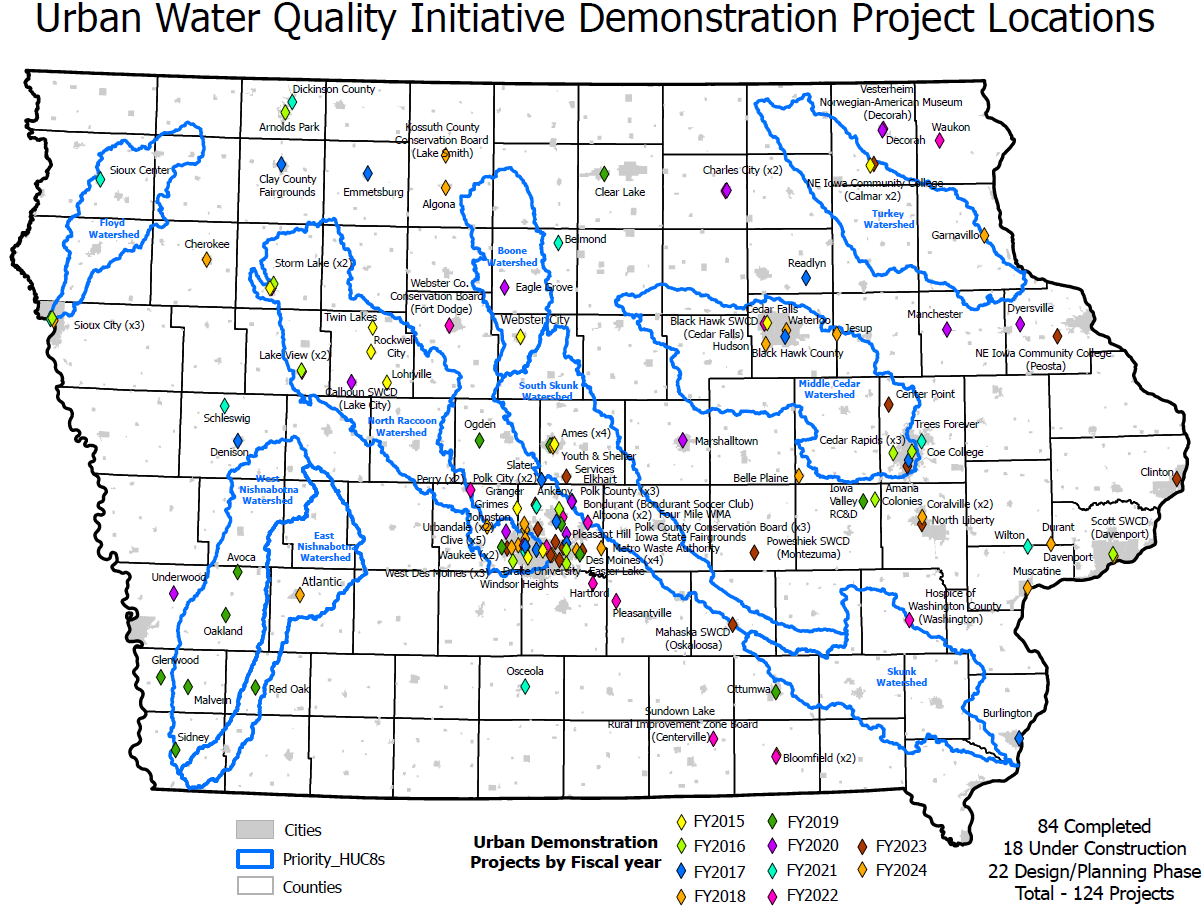 Urban Water Quality Initiative Demonstration Project Locations
Dickinson County
Arnolds Park
Kossuth County
Conservation Board
(Lake Smith)
Vesterheim
Norwegian-American Museum
(Decorah)
Decorah
Waukon
Sioux Center
Clay County
Fairgrounds
Emmetsburg
Algona
Clear Lake
Charles City (x2)
NE Iowa Community College
(Calmar x2)
Floyd
Watershed
Turkey
Watershed
Garnavillo
Cherokee
Belmond
Boone
Watershed
Storm Lake (x2)
Readlyn
Webster Co.
Conservation Board
(Fort Dodge)
Eagle Grove
Sioux City (x3)
Twin Lakes
Webster City
Cedar Falls
Black Hawk SWCD
(Cedar Falls)
Waterloo
Hudson
Jesup
Black Hawk County
Manchester
Dyersville
NE Iowa Community College
(Peosta)
Rockwell
City
Lake View (x2)
Lohrville
Calhoun SWCD
(Lake City)
South Skunk
Watershed
Middle Cedar
Watershed
Center Point
Schleswig
North Raccoon
Watershed
Ogden
Ames (x4)
Marshalltown
Trees Forever
Cedar Rapids (x3)
Coe College
Denison
Youth & Shelter
Services
Slater
Elkhart
West
Nishnabotna
Watershed
Perry (x2)
Polk City (x2)
Belle Plaine
Clinton
Granger
Ankeny
Polk County (x3)
Grimes
Bondurant (Bondurant Soccer Club)
Johnston
Altoona (x2)
Four Mile WMA
Iowa
Valley
RC&D
Amana
Colonies
Coralville (x2)
North Liberty
Urbandale (x2)
Polk County Conservation Board (x3)
Clive (x5)
Pleasant Hill
Iowa State Fairgrounds
Waukee (x2)
Metro Waste Authority
Des Moines (x4)
Poweshiek SWCD
(Montezuma)
Scott SWCD
(Davenport)
Durant
Wilton
Davenport
East
Nishnabotna
Watershed
Avoca
West Des Moines (x3)
Drake University
Easter Lake
Windsor Heights
Underwood
Atlantic
Hartford
Muscatine
Hospice of
Washington County
(Washington)
Pleasantville
Oakland
Mahaska SWCD
(Oskaloosa)
Glenwood
Malvern
Red Oak
Osceola
Skunk
Watershed
Ottumwa
Sundown Lake
Rural Improvement Zone Board
(Centerville)
Burlington
Sidney
Bloomfield (x2)
Cities
Priority_HUC8s
Counties
Urban Demonstration
Projects by Fiscal year
FY2015
FY2016
FY2017
FY2018
FY2019
FY2020
FY2021
FY2022
FY2023
FY2024
84 Completed
18 Under Construction
22 Design/Planning Phase
Total - 124 Projects